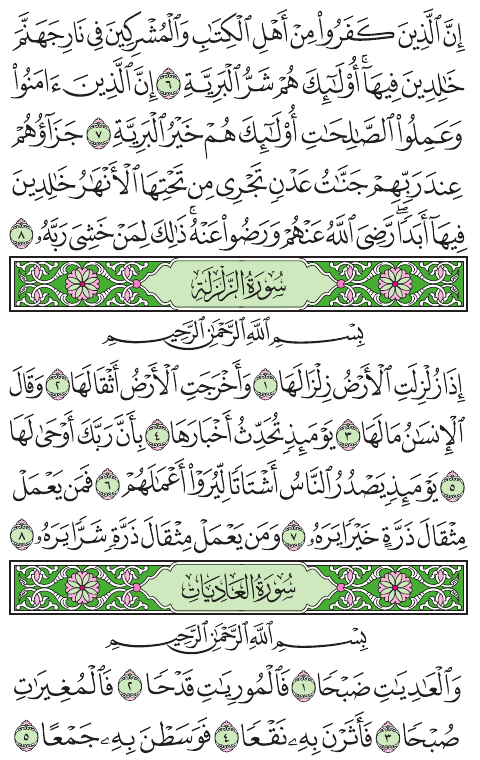 إِنَّ ٱلَّذِينَ كَفَرُواْ مِنْ أَهْلِ ٱلْكِتَٰبِ وَٱلْمُشْرِكِينَ فِى نَارِ جَهَنَّمَ
خَٰلِدِينَ فِيهَآ ۚ أُوْلَٰٓئِكَ هُمْ شَرُّ ٱلْبَرِيَّةِ ٦ إِنَّ ٱلَّذِينَ ءَامَنُواْ
وَعَمِلُواْ ٱلصَّٰلِحَٰتِ أُوْلَٰٓئِكَ هُمْ خَيْرُ ٱلْبَرِيَّةِ ٧ جَزَآؤُهُمْ
عِندَ رَبِّهِمْ جَنَّٰتُ عَدْنٍ تَجْرِى مِن تَحْتِهَا ٱلْأَنْهَٰرُ خَٰلِدِينَ
فِيهَآ أَبَدًا ۖ رَّضِىَ ٱللَّهُ عَنْهُمْ وَرَضُواْ عَنْهُ ۚ ذَٰلِكَ لِمَنْ خَشِىَ رَبَّهُۥ ٨
سُورَةُ الزَّلْزَلَةِ
بِسْمِ ٱللَّهِ ٱلرَّحْمَٰنِ ٱلرَّحِيمِ
إِذَا زُلْزِلَتِ ٱلْأَرْضُ زِلْزَالَهَا ١ وَأَخْرَجَتِ ٱلْأَرْضُ أَثْقَالَهَا ٢ وَقَالَ
ٱلْإِنسَٰنُ مَا لَهَا ٣ يَوْمَئِذٍ تُحَدِّثُ أَخْبَارَهَا ٤ بِأَنَّ رَبَّكَ أَوْحَىٰ لَهَا
٥ يَوْمَئِذٍ يَصْدُرُ ٱلنَّاسُ أَشْتَاتًا لِّيُرَوْاْ أَعْمَٰلَهُمْ ٦ فَمَن يَعْمَلْ
مِثْقَالَ ذَرَّةٍ خَيْرًا يَرَهُۥ ٧ وَمَن يَعْمَلْ مِثْقَالَ ذَرَّةٍ شَرًّا يَرَهُۥ ٨
سُورَةُ الْعَادِيَاتِ
بِسْمِ ٱللَّهِ ٱلرَّحْمَٰنِ ٱلرَّحِيمِ
وَٱلْعَٰدِيَٰتِ ضَبْحًا ١ فَٱلْمُورِيَٰتِ قَدْحًا ٢ فَٱلْمُغِيرَٰتِ
صُبْحًا ٣ فَأَثَرْنَ بِهِۦ نَقْعًا ٤ فَوَسَطْنَ بِهِۦ جَمْعًا ٥